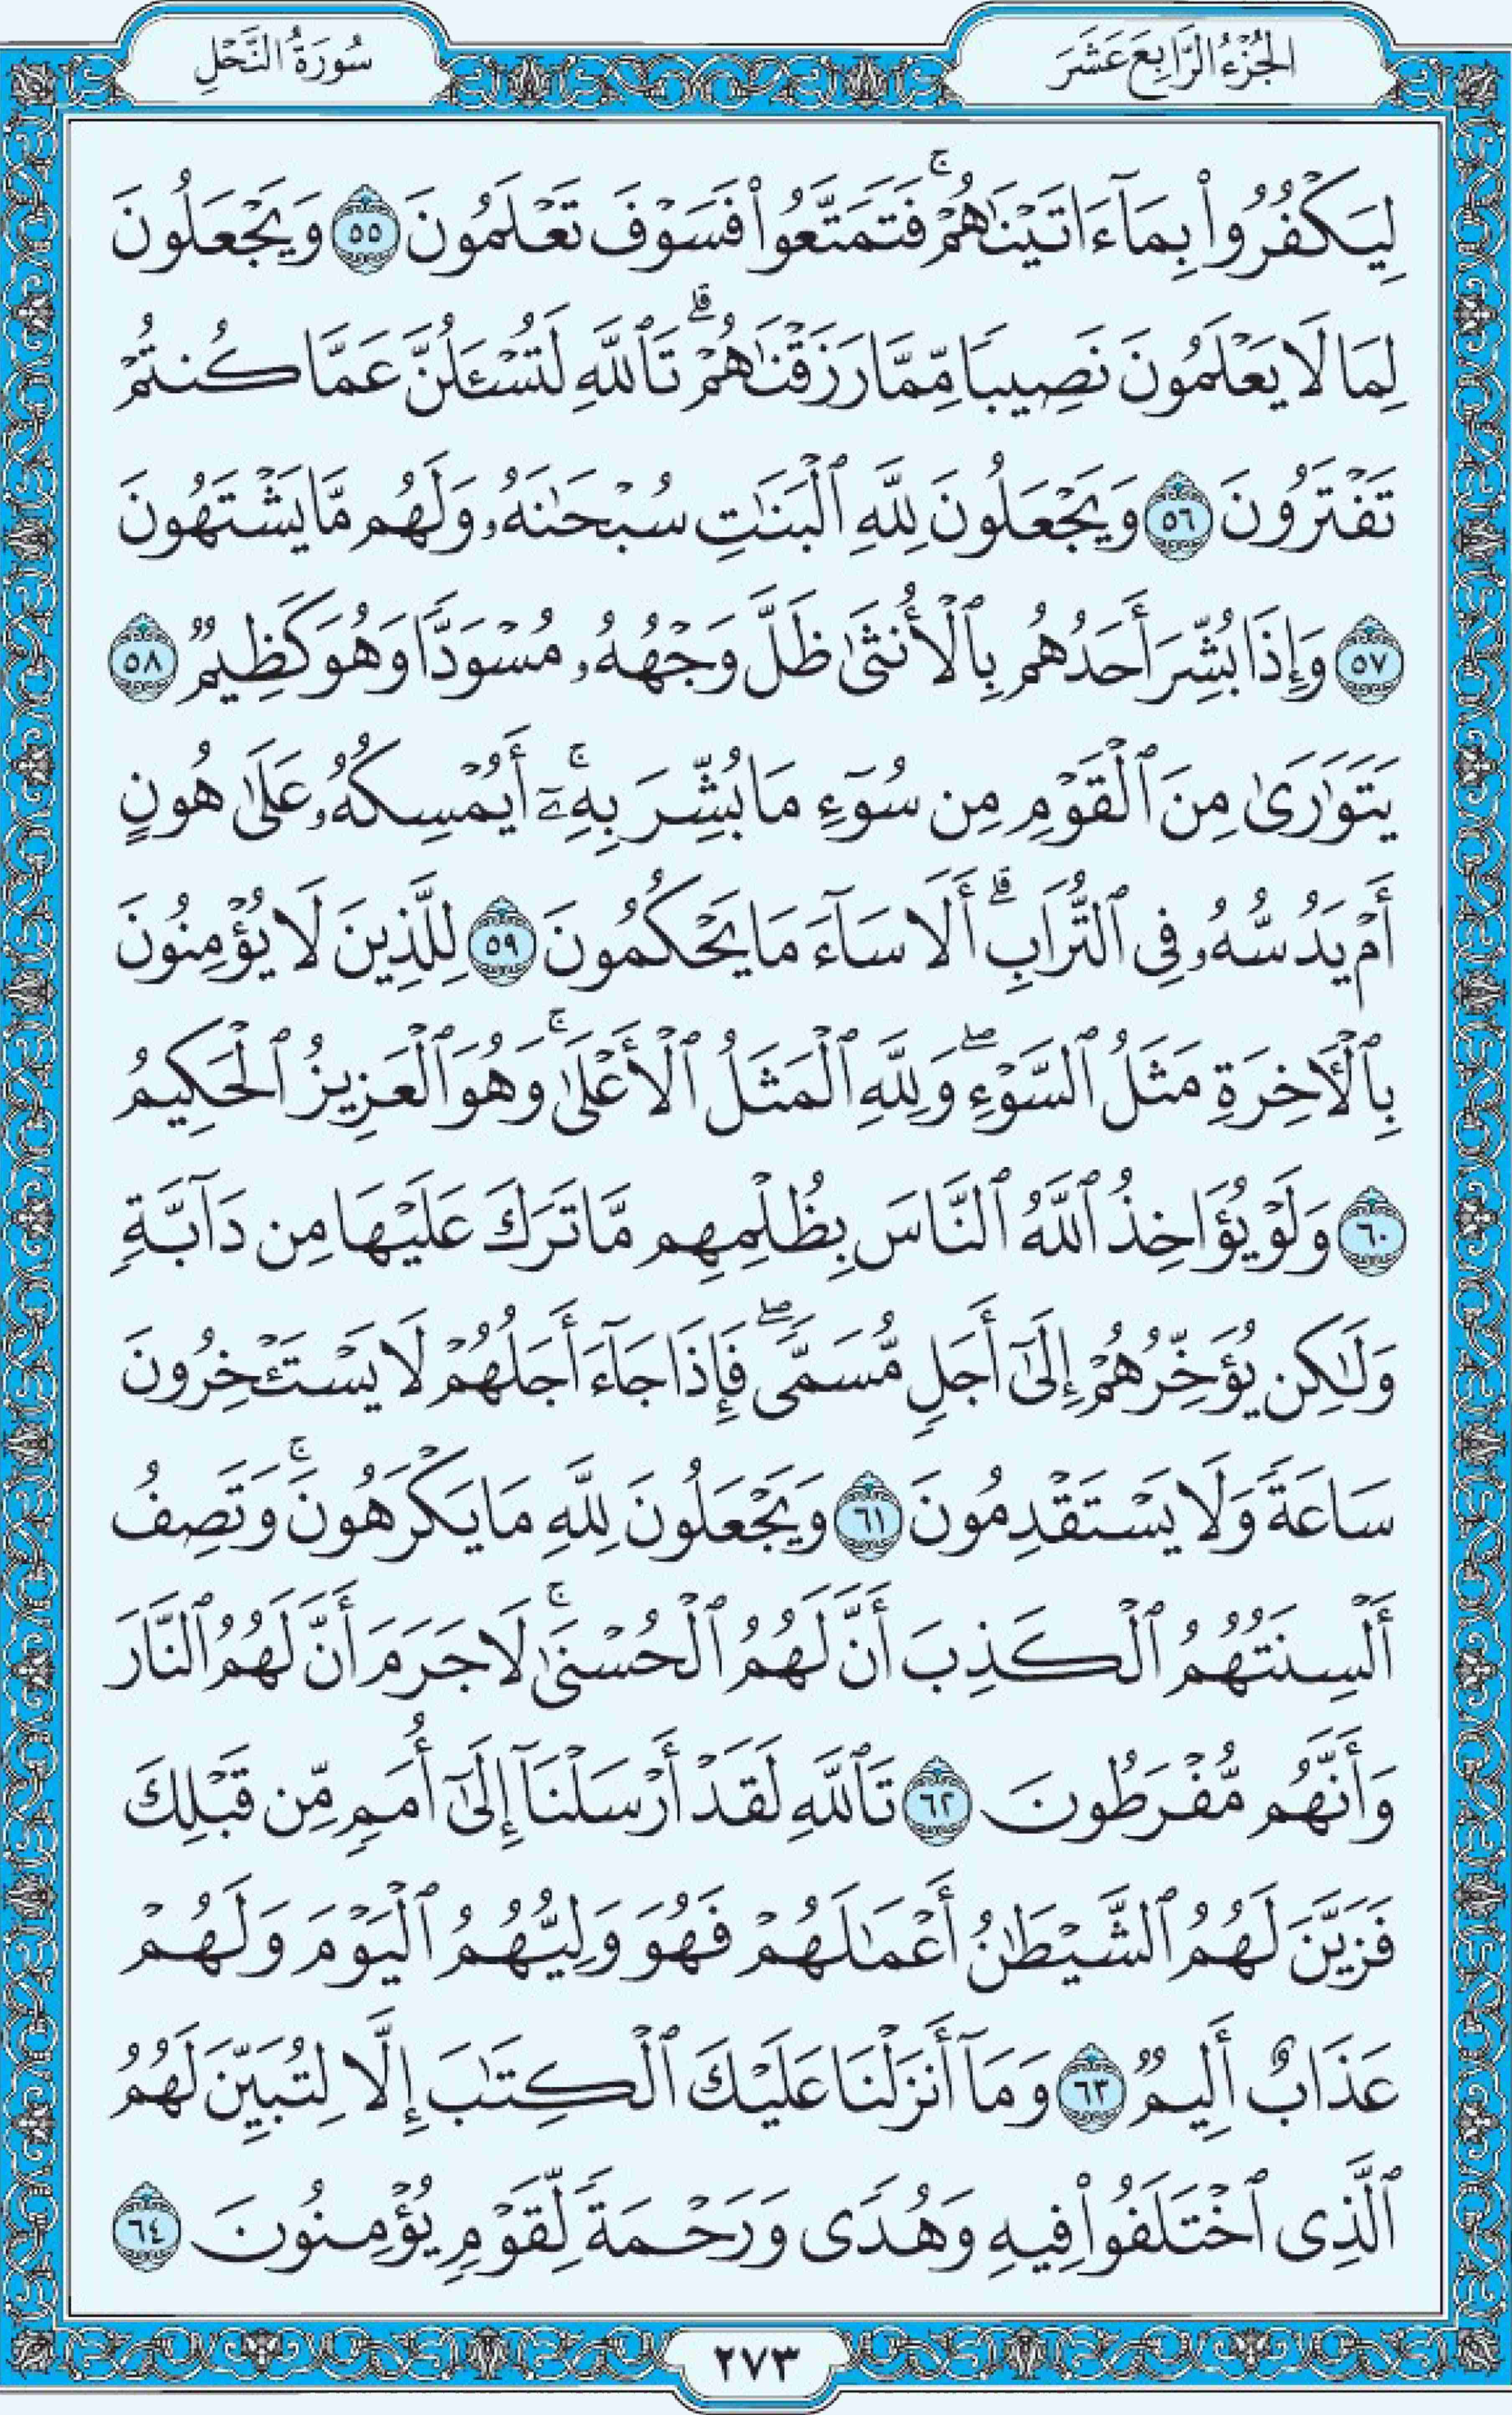 الجُزْءُ الرَّابِعَ عَشَرَ
سُورَةُ النَّحْلِ
لِيَكْفُرُوا۟ بِمَآ ءَاتَيْنَٰهُمْ ۚ فَتَمَتَّعُوا۟ فَسَوْفَ تَعْلَمُونَ ٥٥ وَيَجْعَلُونَ
لِمَا لَا يَعْلَمُونَ نَصِيبًا مِّمَّا رَزَقْنَٰهُمْ ۗ تَٱللَّهِ لَتُسْـَٔلُنَّ عَمَّا كُنتُمْ
تَفْتَرُونَ ٥٦ وَيَجْعَلُونَ لِلَّهِ ٱلْبَنَٰتِ سُبْحَٰنَهُۥ وَلَهُم مَّا يَشْتَهُونَ
٥٧ وَإِذَا بُشِّرَ أَحَدُهُم بِٱلْأُنثَىٰ ظَلَّ وَجْهُهُۥ مُسْوَدًّا وَهُوَ كَظِيمٌ ٥٨
يَتَوَٰرَىٰ مِنَ ٱلْقَوْمِ مِن سُوٓءِ مَا بُشِّرَ بِهِۦٓ ۚ أَيُمْسِكُهُۥ عَلَىٰ هُونٍ
أَمْ يَدُسُّهُۥ فِى ٱلتُّرَابِ ۗ أَلَا سَآءَ مَا يَحْكُمُونَ ٥٩ لِلَّذِينَ لَا يُؤْمِنُونَ
بِٱلْـَٔاخِرَةِ مَثَلُ ٱلسَّوْءِ ۖ وَلِلَّهِ ٱلْمَثَلُ ٱلْأَعْلَىٰ ۚ وَهُوَ ٱلْعَزِيزُ ٱلْحَكِيمُ
٦٠ وَلَوْ يُؤَاخِذُ ٱللَّهُ ٱلنَّاسَ بِظُلْمِهِم مَّا تَرَكَ عَلَيْهَا مِن دَآبَّةٍ
وَلَٰكِن يُؤَخِّرُهُمْ إِلَىٰٓ أَجَلٍ مُّسَمًّى ۖ فَإِذَا جَآءَ أَجَلُهُمْ لَا يَسْتَـْٔخِرُونَ
سَاعَةً وَلَا يَسْتَقْدِمُونَ ٦١ وَيَجْعَلُونَ لِلَّهِ مَا يَكْرَهُونَ ۚ وَتَصِفُ
أَلْسِنَتُهُمُ ٱلْكَذِبَ أَنَّ لَهُمُ ٱلْحُسْنَىٰ ۚ لَا جَرَمَ أَنَّ لَهُمُ ٱلنَّارَ
وَأَنَّهُم مُّفْرَطُونَ ٦٢ تَٱللَّهِ لَقَدْ أَرْسَلْنَآ إِلَىٰٓ أُمَمٍ مِّن قَبْلِكَ
فَزَيَّنَ لَهُمُ ٱلشَّيْطَٰنُ أَعْمَٰلَهُمْ فَهُوَ وَلِيُّهُمُ ٱلْيَوْمَ وَلَهُمْ
عَذَابٌ أَلِيمٌ ٦٣ وَمَآ أَنزَلْنَا عَلَيْكَ ٱلْكِتَٰبَ إِلَّا لِتُبَيِّنَ لَهُمُ
ٱلَّذِى ٱخْتَلَفُوا۟ فِيهِ وَهُدًى وَرَحْمَةً لِّقَوْمٍ يُؤْمِنُونَ ٦٤
٢٧٣